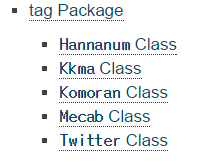 tag Package
Hannanum Class
Kkma Class
Komoran Class
Mecab Class
Twitter Class